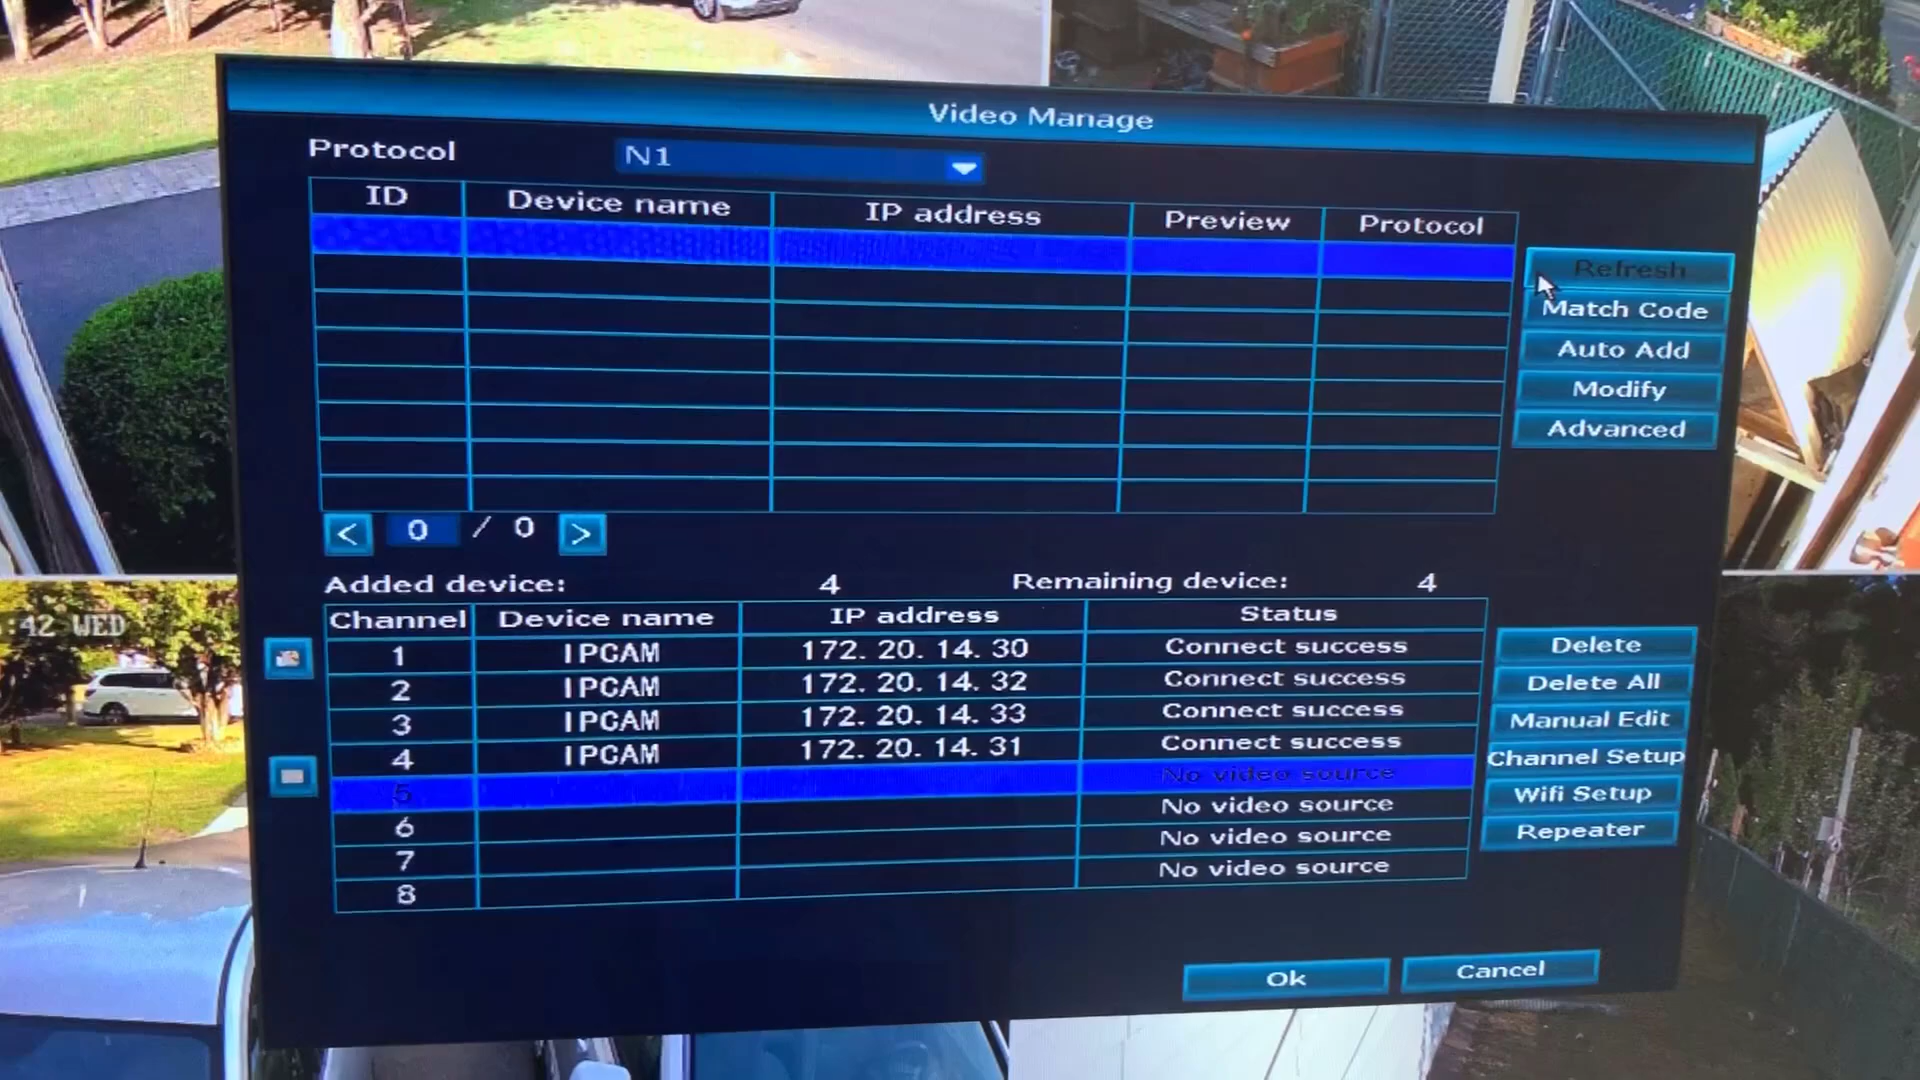 Video Manage
Protocol N1
ID Device name IP address Preview Protocol
Refresh
Match Code
Auto Add
Modify
Advanced
< 0 / 0 >
Added device: 4 Remaining device: 4
Channel Device name IP address Status
1 IPCAM 172. 20. 14. 30 Connect success
2 IPCAM 172. 20. 14. 32 Connect success
3 IPCAM 172. 20. 14. 33 Connect success
4 IPCAM 172. 20. 14. 31 Connect success
5 No video source
6 No video source
7 No video source
8 No video source
Delete
Delete All
Manual Edit
Channel Setup
Wifi Setup
Repeater
Ok Cancel
:42 WED